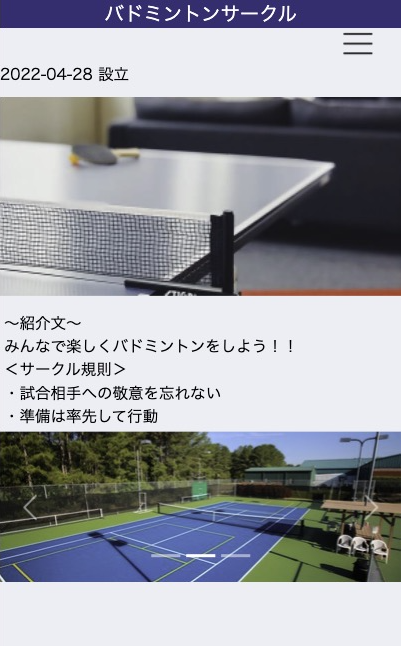 バドミントンサークル
2022-04-28 設立
～紹介文～
みんなで楽しくバドミントンをしよう！！
＜サークル規則＞
・試合相手への敬意を忘れない
・準備は率先して行動